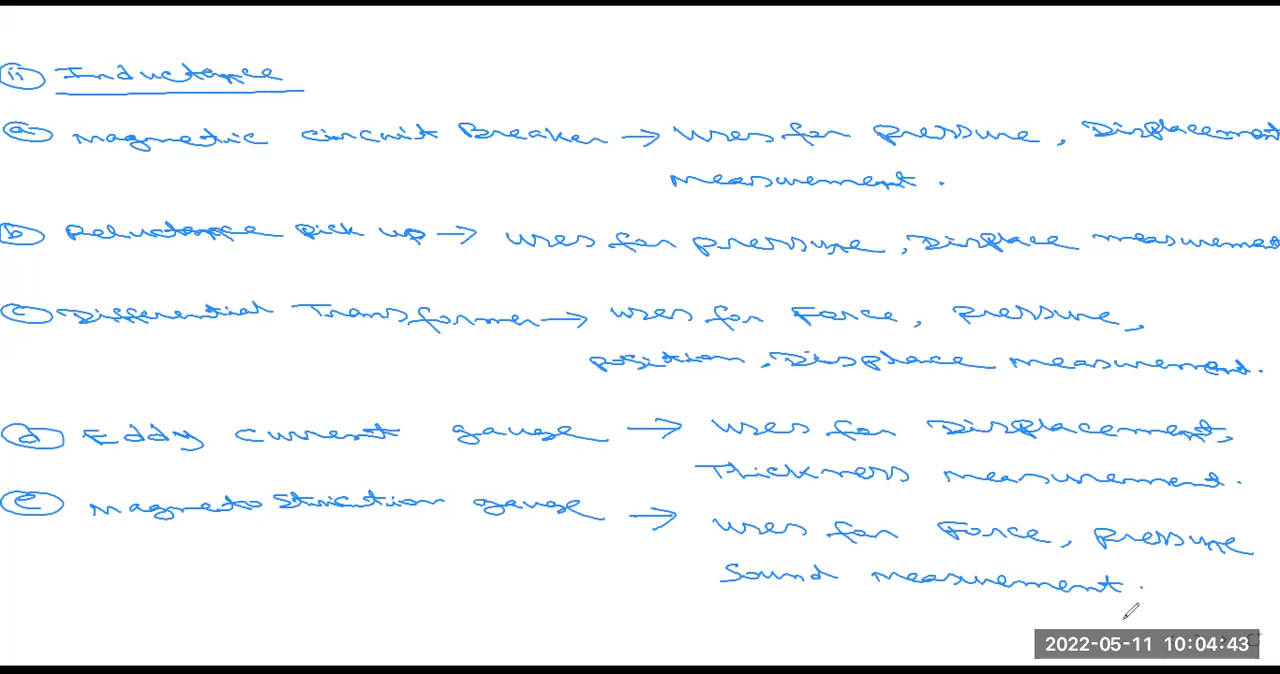 (ii) Inductance
(a) Magnetic circuit Breaker → uses for pressure, Displacement
measurement.
(b) Reluctance pick up → uses for pressure, Displace measurement
(c) Differential Transformer → uses for Force, pressure,
position, Displace measurement.
(d) Eddy current gauge → uses for Displacement,
Thickness measurement.
(e) Magneto Striction gauge → uses for Force, pressure
Sound measurement.
2022-05-11 10:04:43